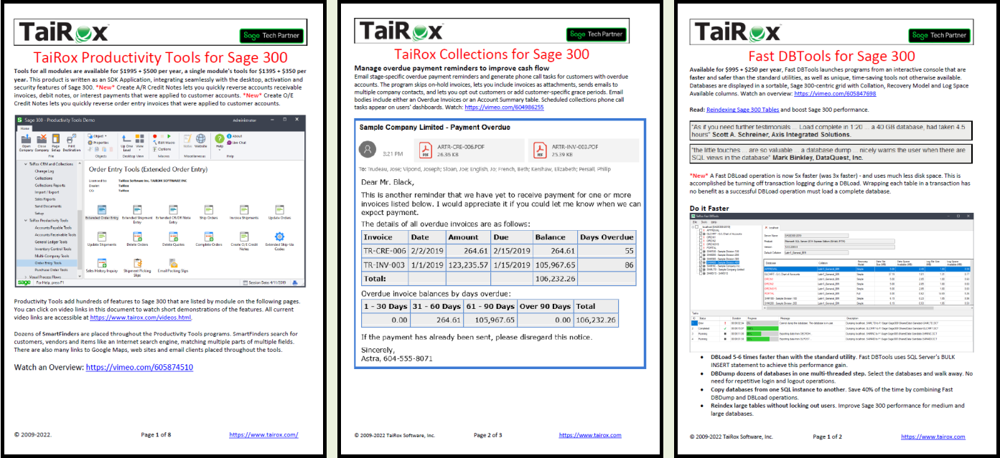 TaiRox
Sage Tech Partner
TaiRox Productivity Tools for Sage 300
Tools for all modules are available for $1995 + $500 per year, a single module's tools for $1395 + $350 per
year. This product is written as an SDK Application, integrating seamlessly with the desktop, activation and
security features of Sage 300. *New* Create A/R Credit Notes lets you quickly reverse accounts receivable
invoices, debit notes, or interest payments that were applied to customer accounts. *New* Create O/E
Credit Notes lets you quickly reverse order entry invoices that were applied to customer accounts.
Sage 300 - Productivity Tools Demo
Administrator
Home
Open Company
Close Company
Page Setup
Print Destination
File
Object
Properties
Objects
Up One Level
View
Desktop View
Edit Macro
Options
Macros
Notes
Website
Miscellaneous
Help
About
Live Chat
Help
TaiRox CRM and Collections
Change Log
Collections
Collections Reports
Import / Export
Sales Reports
Send Documents
Setup
TaiRox Productivity Tools
Accounts Payable Tools
Accounts Receivable Tools
General Ledger Tools
Inventory Control Tools
Multi-Company Tools
Order Entry Tools
Purchase Order Tools
Visual Process Flows
Order Entry Tools (Extended Order Entry)
Licensed to: TaiRox Software Inc. TAIROX SOFTWARE INC
Dealer: TaiRox
CC: TaiRox
Extended Order Entry
Extended Shipment Entry
Extended CR/DR Note Entry
Ship Orders
Invoice Shipments
Update Orders
Update Shipments
Delete Orders
Delete Quotes
Complete Orders
Create O/E Credit Notes
Extended Ship-Via Codes
Sales History Inquiry
Shipment Picking Slips
Email Packing Slips
sage
For Help, press F1
Session Date: 4/11/2019
Productivity Tools add hundreds of features to Sage 300 that are listed by module on the following pages.
You can click on video links in this document to watch short demonstrations of the features. All current
video links are accessible at https://www.tairox.com/videos.html.
Dozens of SmartFinders are placed throughout the Productivity Tools programs. SmartFinders search for
customers, vendors and items like an Internet search engine, matching multiple parts of multiple fields.
There are also many links to Google Maps, web sites and email clients placed throughout the tools.
Watch an Overview: https://vimeo.com/605874510
© 2009-2022.
Page 1 of 8
https://www.tairox.com/
TaiRox
Sage Tech Partner
TaiRox Collections for Sage 300
Manage overdue payment reminders to improve cash flow
Email stage-specific overdue payment reminders and generate phone call tasks for customers with overdue
accounts. The program skips on-hold invoices, lets you include invoices as attachments, sends emails to
multiple company contacts, and lets you opt out customers or add customer-specific grace periods. Email
bodies include either an Overdue Invoices or an Account Summary table. Scheduled collections phone call
tasks appear on users' dashboards. Watch: https://vimeo.com/604986255
Sample Company Limited - Payment Overdue
3:21 PM
ARTR-CRE-006.PDF
26.36 KB
ARTR-INV-003.PDF
25.39 KB
To: Trudeau, Jose; Vipond, Joseph; Sloan, Joe; English, Jo; French, Beth; Kershaw, Elizabeth; Persall, Philip
Dear Mr. Black,
This is another reminder that we have yet to receive payment for one or more
invoices listed below. I would appreciate it if you could let me know when we can
expect payment.
The details of all overdue invoices are as follows:
Invoice Date Amount Due Balance Days Overdue
TR-CRE-006 2/2/2019 264.61 2/15/2019 264.61 55
TR-INV-003 1/1/2019 123,235.57 1/15/2019 105,967.65 86
Total: 106,232.26
Overdue invoice balances by days overdue:
1 - 30 Days 31 - 60 Days 61 - 90 Days Over 90 Days Total
0.00 264.61 105,967.65 0.00 106,232.26
If the payment has already been sent, please disregard this notice.
Sincerely,
Astra, 604-555-8071
© 2009-2022 TaiRox Software, Inc.
Page 2 of 3
https://www.tairox.com
TaiRox
Sage Tech Partner
Fast DBTools for Sage 300
Available for $995 + $250 per year, Fast DBTools launches programs from an interactive console that are
faster and safer than the standard utilities, as well as unique, time-saving tools not otherwise available.
Databases are displayed in a sortable, Sage 300-centric grid with Collation, Recovery Model and Log Space
Available columns. Watch an overview: https://vimeo.com/605847698
Read: Reindexing Sage 300 Tables and boost Sage 300 performance.
"As if you need further testimonials ... Load complete in 1:20 ... a 40 GB database, had taken 4.5
hours" Scott A. Schreiner, Axis Integrated Solutions.
"the little touches ... are so valuable ... a database dump ... nicely warns the user when there are
SQL views in the database" Mark Binkley, DataQuest, Inc.
*New* A Fast DBLoad operation is now 5x faster (was 3x faster) - and uses much less disk space. This is
accomplished be turning off transaction logging during a DBLoad. Wrapping each table in a transaction has
no benefit as a successful DBLoad operation must load a complete database.
Do it Faster
Server Name
Product
Version
Default Collation
Database
Collation
Tasks
Status
Duration
Progress
Message
Description
DBLoad 5-6 times faster than with the standard utility. Fast DBTools uses SQL Server's BULK
INSERT statement to achieve this performance gain.
DBDump dozens of databases in one multi-threaded step. Select the databases and walk away. No
need for repetitive login and logout operations.
Copy databases from one SQL instance to another. Save 40% of the time by combining Fast
DBDump and DBLoad operations.
Reindex large tables without locking out users. Improve Sage 300 performance for medium and
large databases.
© 2009-2022 TaiRox Software, Inc.
Page 1 of 2
https://www.tairox.com